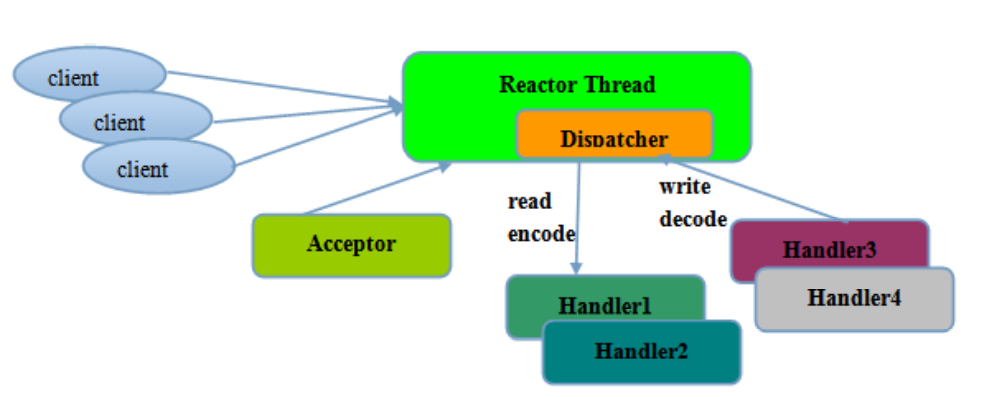 client
client
client
Reactor Thread
Dispatcher
Acceptor
read
encode
write
decode
Handler1
Handler2
Handler3
Handler4